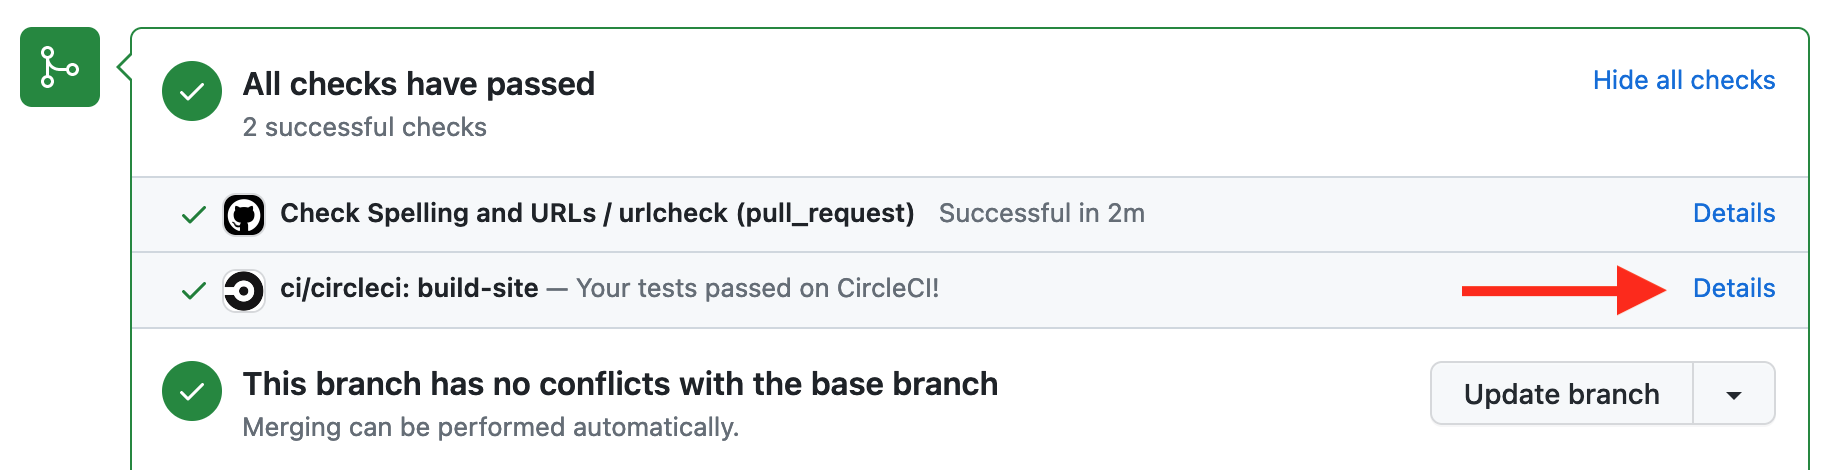 All checks have passed
Hide all checks
2 successful checks
Check Spelling and URLs / urlcheck (pull_request) Successful in 2m
Details
ci/circleci: build-site — Your tests passed on CircleCI!
Details
This branch has no conflicts with the base branch
Update branch
Merging can be performed automatically.